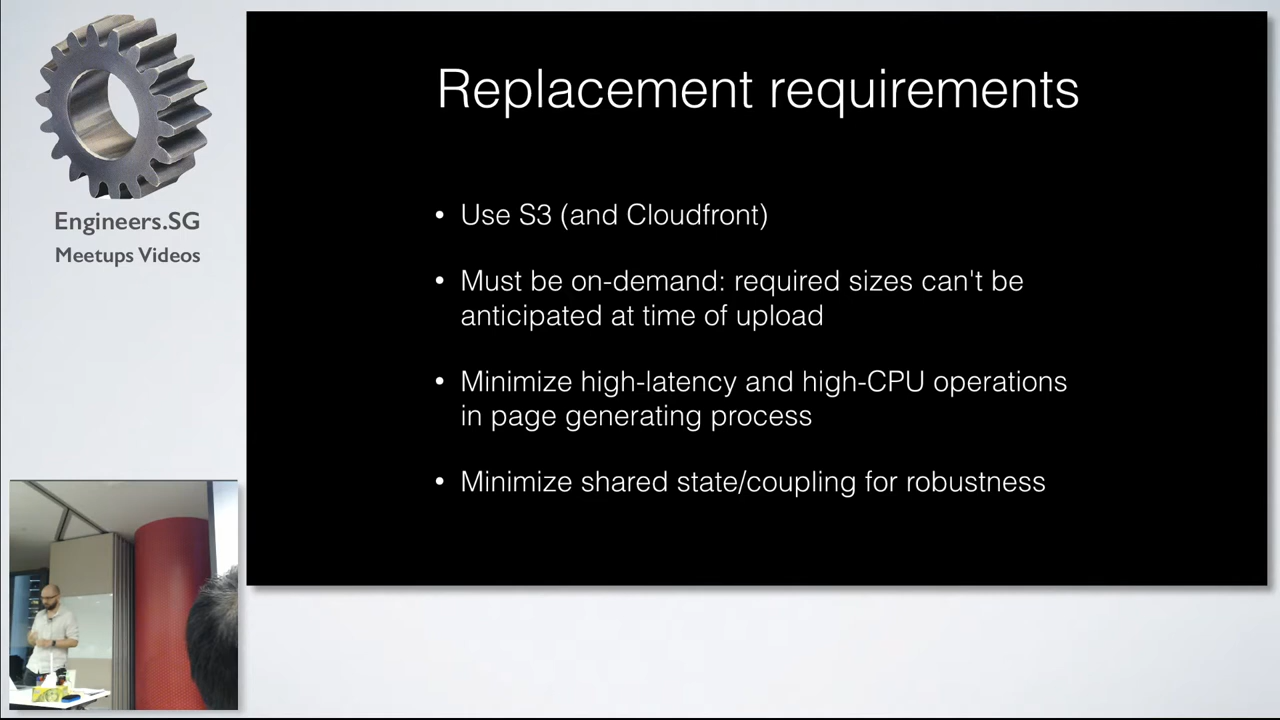 Replacement requirements
Engineers.SG
Meetups Videos
• Use S3 (and Cloudfront)
• Must be on-demand: required sizes can't be
anticipated at time of upload
• Minimize high-latency and high-CPU operations
in page generating process
• Minimize shared state/coupling for robustness